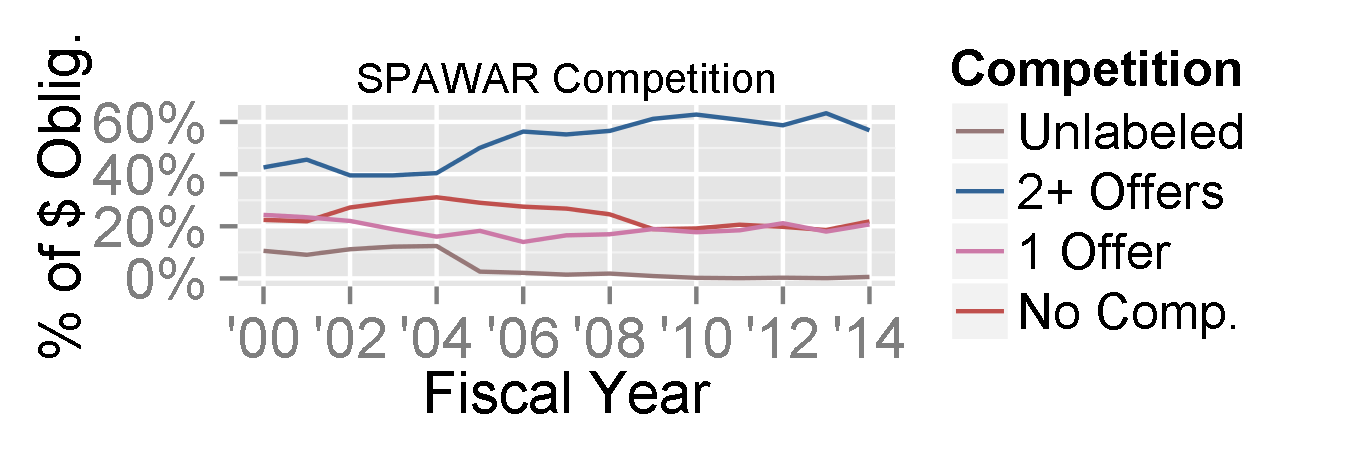 % of $ Oblig.
SPAWAR Competition
60%
40%
20%
0%
'00 '02 '04 '06 '08 '10 '12 '14
Fiscal Year
Competition
Unlabeled
2+ Offers
1 Offer
No Comp.